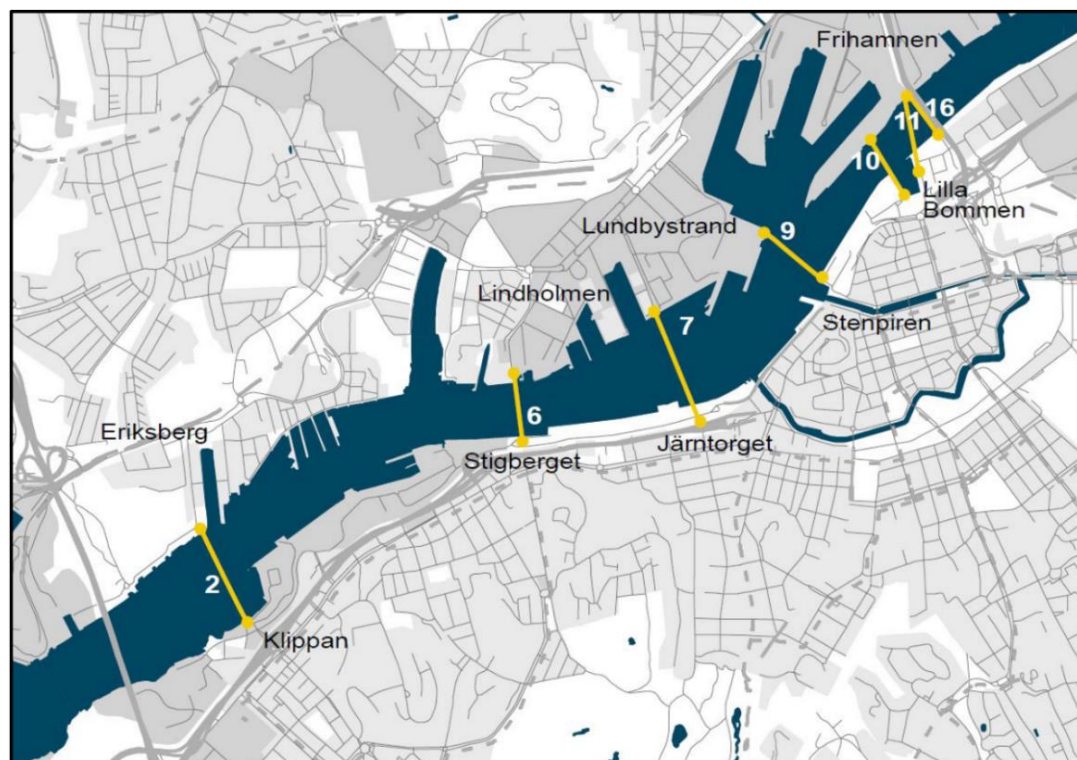 Frihamnen
16
11
10
Lilla
Bommen
Lundbystrand
9
Lindholmen
7
Stenpiren
6
Järntorget
Eriksberg
Stigberget
2
Klippan